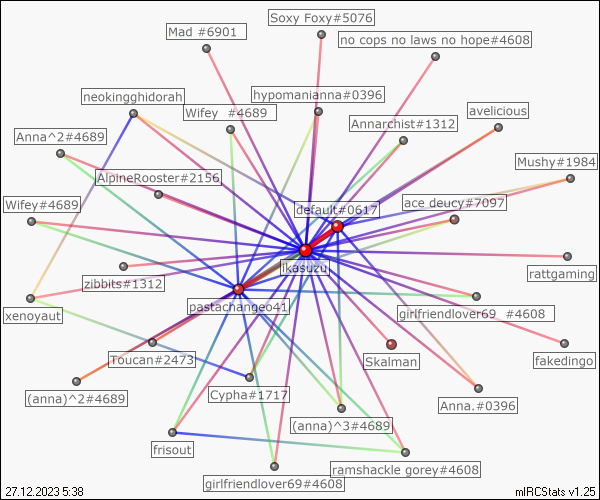 Soxy Foxy#5076
Mad #6901
no cops no laws no hope#4608
neokingghidorah
hypomanianna#0396
Wifey #4689
avelicious
Annarchist#1312
Anna^2#4689
Mushy#1984
AlpineRooster#2156
Wifey#4689
default#0617
ace deucy#7097
ikasuzu
rattgaming
zibbits#1312
pastachangeo41
girlfriendlover69 #4608
xenoyaut
Toucan#2473
Skalman
fakedingo
(anna)^2#4689
Cypha#1717
Anna.#0396
(anna)^3#4689
frisout
ramshackle gorey#4608
girlfriendlover69#4608
27.12.2023 5:38
mIRCStats v1.25